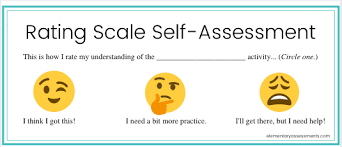 Rating Scale Self-Assessment
This is how I rate my understanding of the ______________________ activity... (Circle one.)
I think I got this! I need a bit more practice. I'll get there, but I need help!
elementaryassessments.com